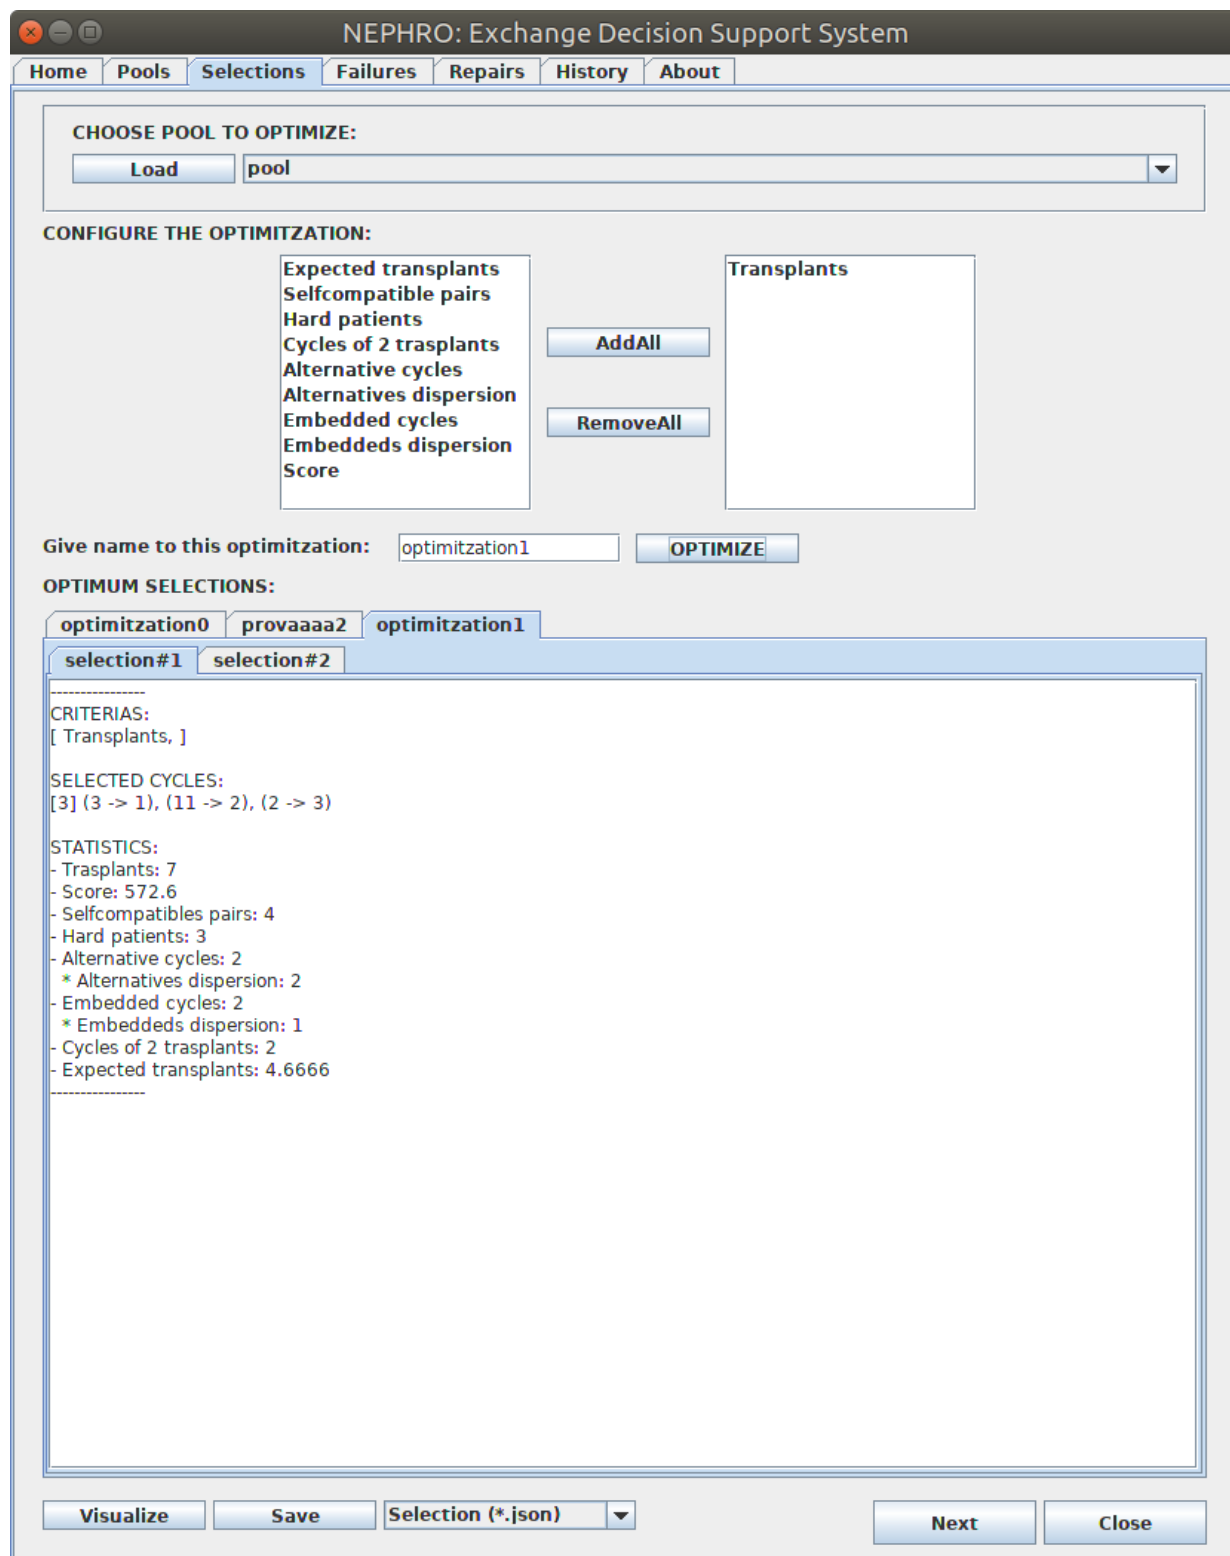 NEPHRO: Exchange Decision Support System
Home Pools Selections Failures Repairs History About
CHOOSE POOL TO OPTIMIZE:
Load pool
CONFIGURE THE OPTIMITZATION:
Expected transplants
Selfcompatible pairs
Hard patients
Cycles of 2 trasplants
Alternative cycles
Alternatives dispersion
Embedded cycles
Embeddeds dispersion
Score
AddAll
RemoveAll
Transplants
Give name to this optimitzation: optimitzation1 OPTIMIZE
OPTIMUM SELECTIONS:
optimitzation0 provaaaa2 optimitzation1
selection#1 selection#2
----------------
CRITERIAS:
[ Transplants, ]
SELECTED CYCLES:
[3] (3 -> 1), (11 -> 2), (2 -> 3)
STATISTICS:
- Trasplants: 7
- Score: 572.6
- Selfcompatibles pairs: 4
- Hard patients: 3
- Alternative cycles: 2
* Alternatives dispersion: 2
- Embedded cycles: 2
* Embeddeds dispersion: 1
- Cycles of 2 trasplants: 2
- Expected transplants: 4.6666
----------------
Visualize Save Selection (*.json) Next Close